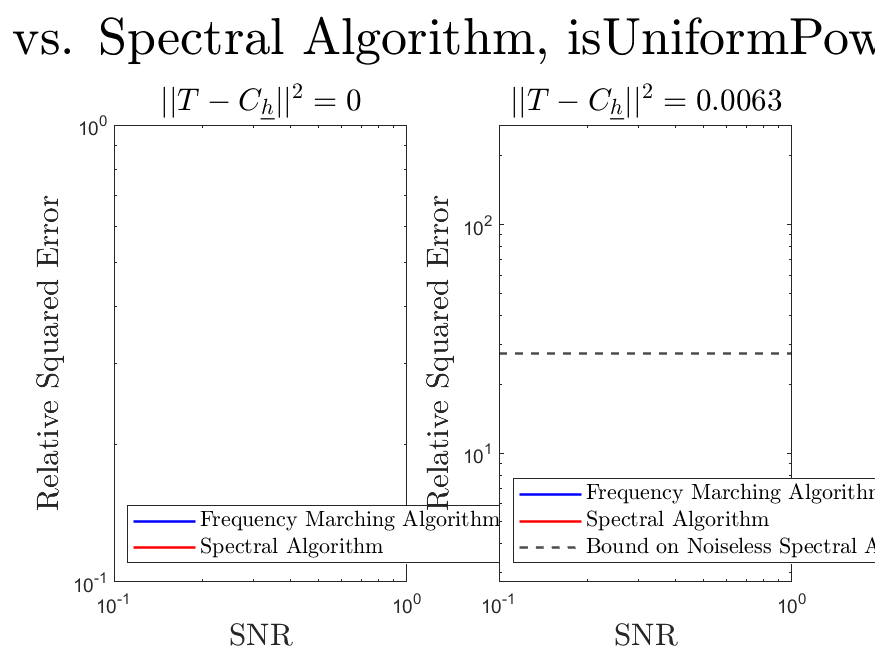 vs. Spectral Algorithm, isUniformPow
||T − C_h||² = 0
||T − C_h||² = 0.0063
Relative Squared Error
10⁰
10⁻¹
10⁻¹
10⁰
SNR
Frequency Marching Algorithm
Spectral Algorithm
Relative Squared Error
10²
10¹
10⁻¹
10⁰
SNR
Frequency Marching Algorithm
Spectral Algorithm
Bound on Noiseless Spectral A